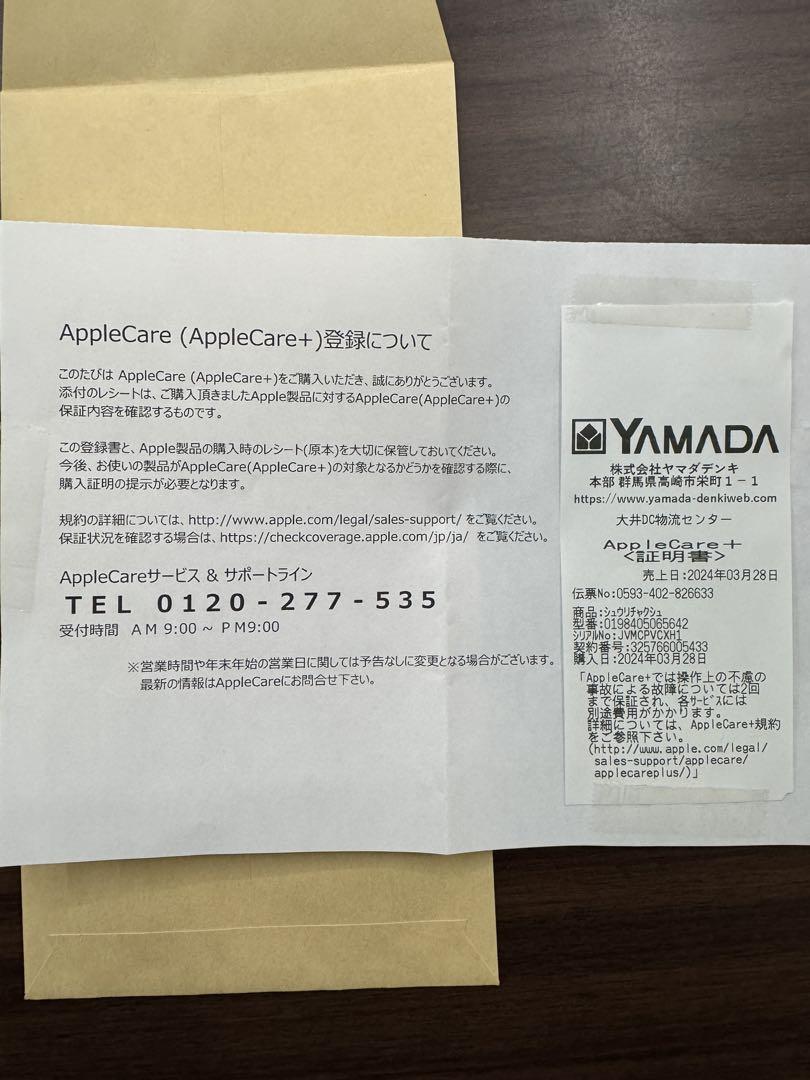 AppleCare (AppleCare+)登録について
このたびは AppleCare (AppleCare+)をご購入いただき、誠にありがとうございます。
添付のレシートは、ご購入頂きましたApple製品に対するAppleCare(AppleCare+)の
保証内容を確認するものです。
この登録書と、Apple製品の購入時のレシート(原本)を大切に保管しておいてください。
今後、お使いの製品がAppleCare(AppleCare+)の対象となるかどうかを確認する際に、
購入証明の提示が必要となります。
規約の詳細については、http://www.apple.com/legal/sales-support/ をご覧ください。
保証状況を確認する場合は、https://checkcoverage.apple.com/jp/ja/ をご覧ください。
AppleCareサービス & サポートライン
TEL 0120-277-535
受付時間 AM 9:00 ~ PM9:00
※営業時間や年末年始の営業日に関しては予告なしに変更となる場合がございます。
最新の情報はAppleCareにお問合せ下さい。
YAMADA
株式会社ヤマダデンキ
本部 群馬県高崎市栄町1-1
https://www.yamada-denkiweb.com
大井DC物流センター
AppleCare+
<証明書>
売上日:2024年03月28日
伝票No:0593-402-826633
商品:ｼｭｳﾘﾁｬｸｼｭ
型番:0198405065642
ｼﾘｱﾙNo:JVMCPVCXH1
契約番号:325766005433
購入日:2024年03月28日
「AppleCare+では操作上の不慮の
事故による故障については2回
まで保証され、各ｻｰﾋﾞｽには
別途費用がかかります。
詳細については、AppleCare+規約
をご参照下さい。
(http://www.apple.com/legal/
sales-support/applecare/
applecareplus/)」